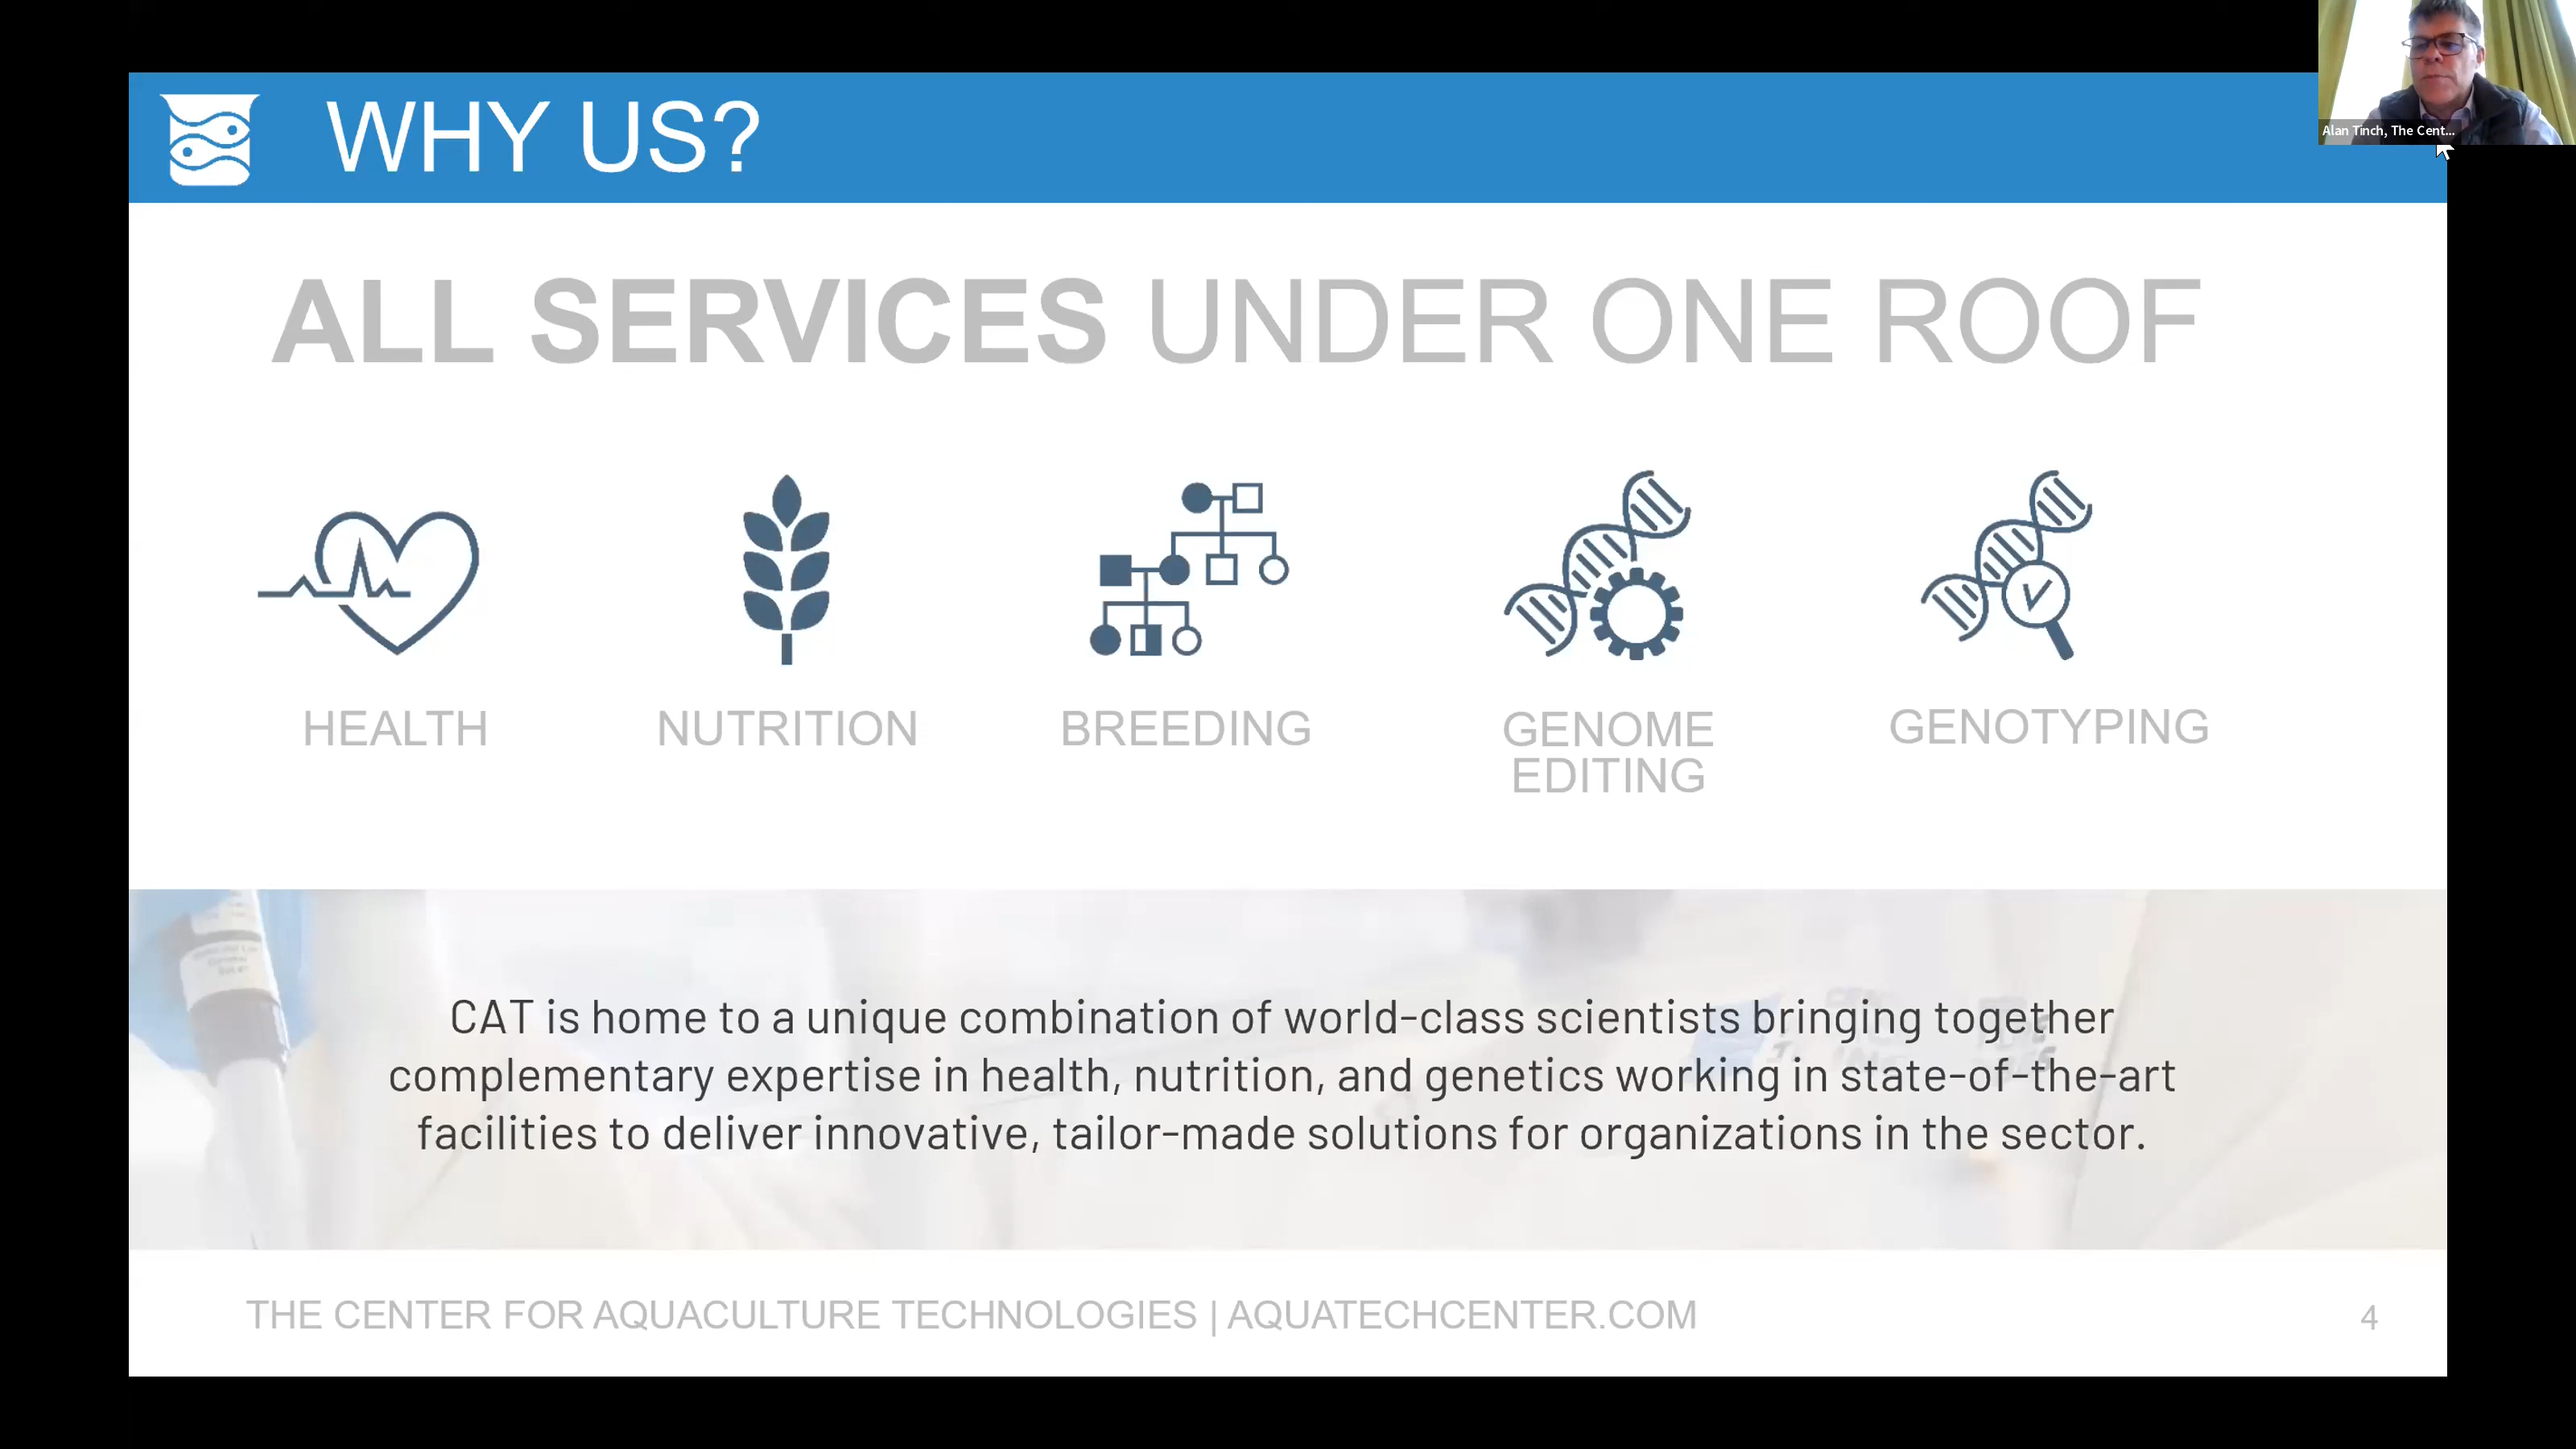 WHY US?
Alan Tinch, The Cent...
ALL SERVICES UNDER ONE ROOF
HEALTH
NUTRITION
BREEDING
GENOME
EDITING
GENOTYPING
CAT is home to a unique combination of world-class scientists bringing together
complementary expertise in health, nutrition, and genetics working in state-of-the-art
facilities to deliver innovative, tailor-made solutions for organizations in the sector.
THE CENTER FOR AQUACULTURE TECHNOLOGIES | AQUATECHCENTER.COM
4